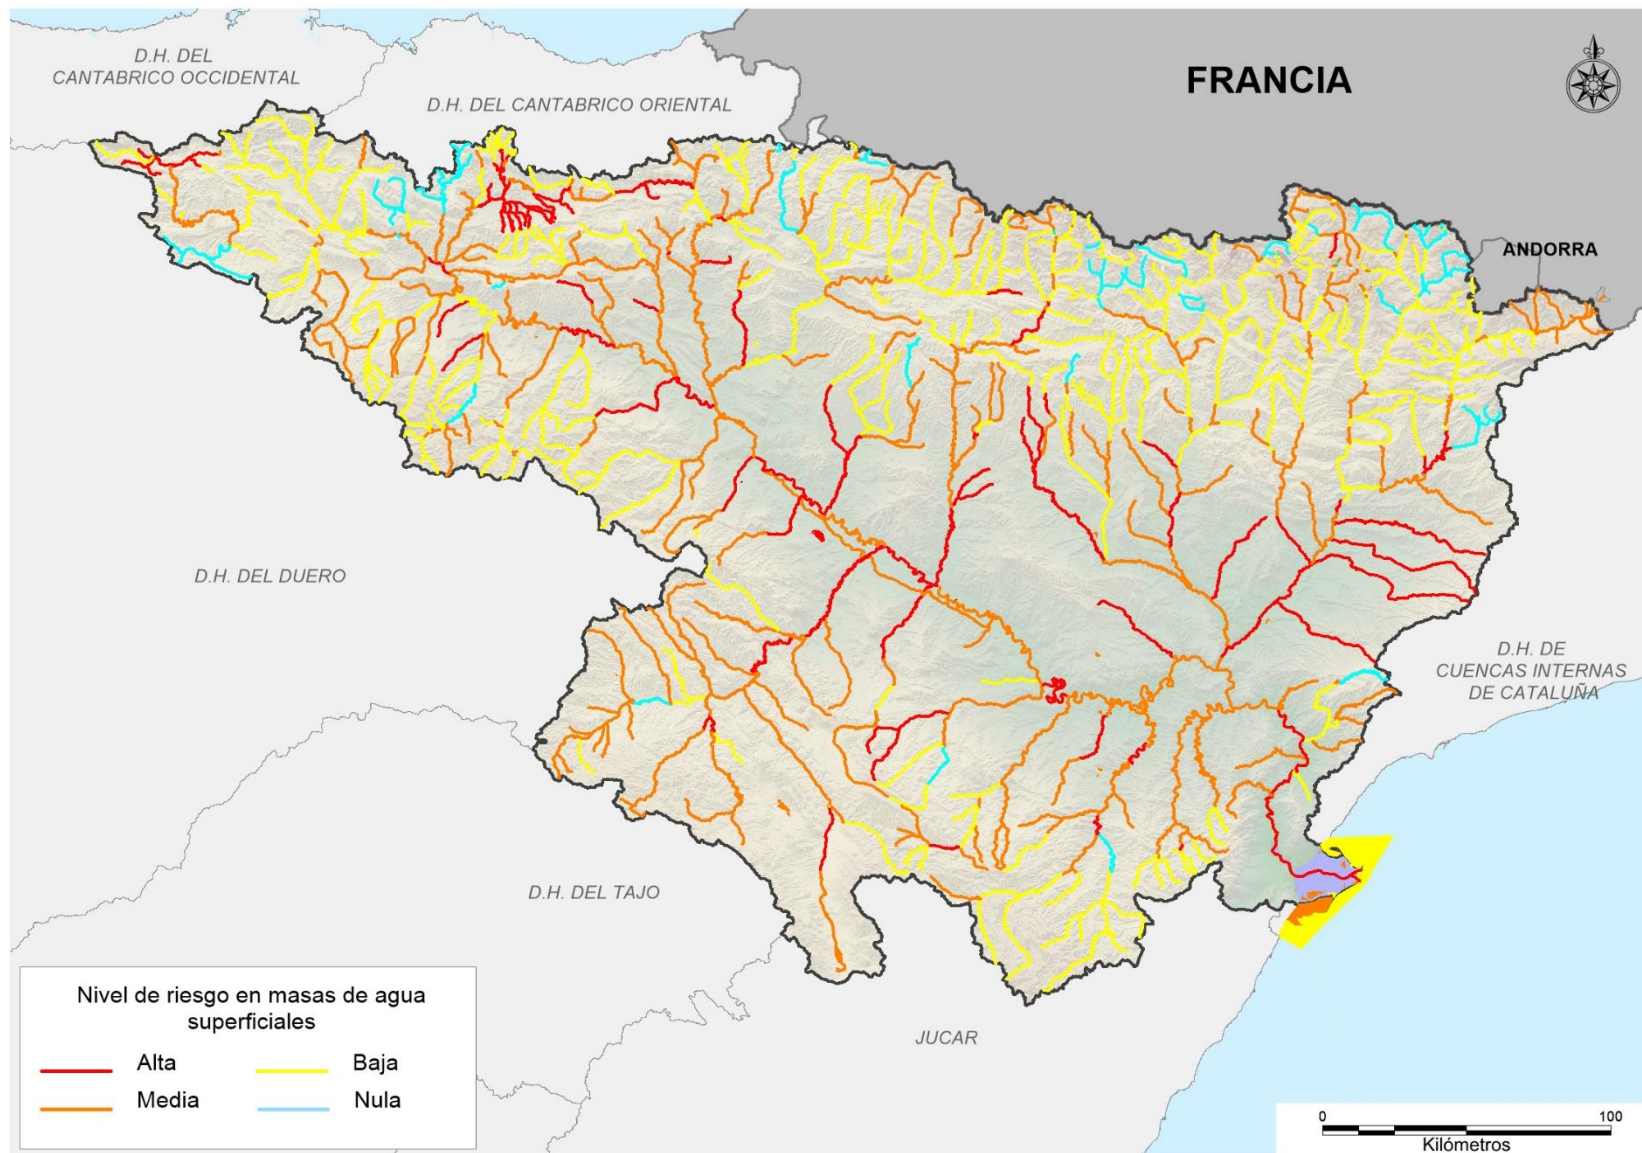 D.H. DEL
CANTABRICO OCCIDENTAL
D.H. DEL CANTABRICO ORIENTAL
FRANCIA
ANDORRA
D.H. DEL DUERO
D.H. DE
CUENCAS INTERNAS
DE CATALUÑA
D.H. DEL TAJO
JUCAR
Nivel de riesgo en masas de agua
superficiales
Alta
Baja
Media
Nula
0
100
Kilómetros